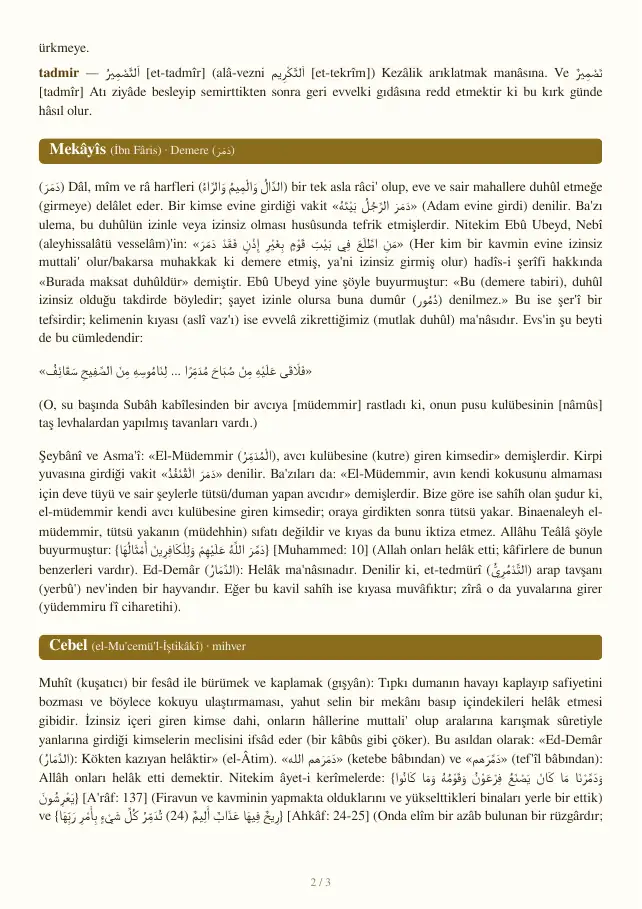 ürkmeye.
tadmir — اَلتَّضْمِيرُ [et-tadmîr] (alâ-vezni اَلتَّكْرِيم [et-tekrîm]) Kezâlik arıklatmak manâsına. Ve تَضْمِيرٌ
[tadmîr] Atı ziyâde besleyip semirttikten sonra geri evvelki gıdâsına redd etmektir ki bu kırk günde
hâsıl olur.
Mekâyîs (İbn Fâris) · Demere (دَمَرَ)
(دَمَرَ) Dâl, mîm ve râ harfleri (الدَّالُ وَالْمِيمُ وَالرَّاءُ) bir tek asla râci' olup, eve ve sair mahallere duhûl etmeğe
(girmeye) delâlet eder. Bir kimse evine girdiği vakit «دَمَرَ الرَّجُلُ بَيْتَهُ» (Adam evine girdi) denilir. Ba'zı
ulema, bu duhûlün izinle veya izinsiz olması husûsunda tefrik etmişlerdir. Nitekim Ebû Ubeyd, Nebî
(aleyhissalâtü vesselâm)'in: «مَنِ اطَّلَعَ فِي بَيْتِ قَوْمٍ بِغَيْرِ إِذْنٍ فَقَدْ دَمَرَ» (Her kim bir kavmin evine izinsiz
muttali' olur/bakarsa muhakkak ki demere etmiş, ya'ni izinsiz girmiş olur) hadîs-i şerîfi hakkında
«Burada maksat duhûldür» demiştir. Ebû Ubeyd yine şöyle buyurmuştur: «Bu (demere tabiri), duhûl
izinsiz olduğu takdirde böyledir; şayet izinle olursa buna dumûr (دُمُور) denilmez.» Bu ise şer'î bir
tefsirdir; kelimenin kıyası (aslî vaz'ı) ise evvelâ zikrettiğimiz (mutlak duhûl) ma'nâsıdır. Evs'in şu beyti
de bu cümledendir:
«فَلَاقَى عَلَيْهِ مِنْ صُبَاحَ مُدَمِّرًا ... لِنَامُوسِهِ مِنَ الصَّفِيحِ سَقَائِفُ»
(O, su başında Subâh kabîlesinden bir avcıya [müdemmir] rastladı ki, onun pusu kulübesinin [nâmûs]
taş levhalardan yapılmış tavanları vardı.)
Şeybânî ve Asma'î: «El-Müdemmir (الْمُدَمِّرُ), avcı kulübesine (kutre) giren kimsedir» demişlerdir. Kirpi
yuvasına girdiği vakit «دَمَرَ الْقُنْفُذُ» denilir. Ba'zıları da: «El-Müdemmir, avın kendi kokusunu almaması
için deve tüyü ve sair şeylerle tütsü/duman yapan avcıdır» demişlerdir. Bize göre ise sahîh olan şudur ki,
el-müdemmir kendi avcı kulübesine giren kimsedir; oraya girdikten sonra tütsü yakar. Binaenaleyh el-
müdemmir, tütsü yakanın (müdehhin) sıfatı değildir ve kıyas da bunu iktiza etmez. Allâhu Teâlâ şöyle
buyurmuştur: {دَمَّرَ اللَّهُ عَلَيْهِمْ وَلِلْكَافِرِينَ أَمْثَالُهَا} [Muhammed: 10] (Allah onları helâk etti; kâfirlere de bunun
benzerleri vardır). Ed-Demâr (الدَّمَارُ): Helâk ma'nâsınadır. Denilir ki, et-tedmürî (التَّدْمُرِيُّ) arap tavşanı
(yerbû') nev'inden bir hayvandır. Eğer bu kavil sahîh ise kıyasa muvâfıktır; zîrâ o da yuvalarına girer
(yüdemmiru fî ciharetihi).
Cebel (el-Mu'cemü'l-İştikâkî) · mihver
Muhît (kuşatıcı) bir fesâd ile bürümek ve kaplamak (gışyân): Tıpkı dumanın havayı kaplayıp safiyetini
bozması ve böylece kokuyu ulaştırmaması, yahut selin bir mekânı basıp içindekileri helâk etmesi
gibidir. İzinsiz içeri giren kimse dahi, onların hâllerine muttali' olup aralarına karışmak sûretiyle
yanlarına girdiği kimselerin meclisini ifsâd eder (bir kâbûs gibi çöker). Bu asıldan olarak: «Ed-Demâr
(الدَّمَارُ): Kökten kazıyan helâktir» (el-Âtim). «دَمَرَهم الله» (ketebe bâbından) ve «دمّرهم» (tef'îl bâbından):
Allâh onları helâk etti demektir. Nitekim âyet-i kerîmelerde: {وَدَمَّرْنَا مَا كَانَ يَصْنَعُ فِرْعَوْنُ وَقَوْمُهُ وَمَا كَانُوا
يَعْرِشُونَ} [A'râf: 137] (Firavun ve kavminin yapmakta olduklarını ve yükselttikleri binaları yerle bir ettik)
ve {رِيحٌ فِيهَا عَذَابٌ أَلِيمٌ (24) تُدَمِّرُ كُلَّ شَيْءٍ بِأَمْرِ رَبِّهَا} [Ahkâf: 24-25] (Onda elîm bir azâb bulunan bir rüzgârdır;
2 / 3